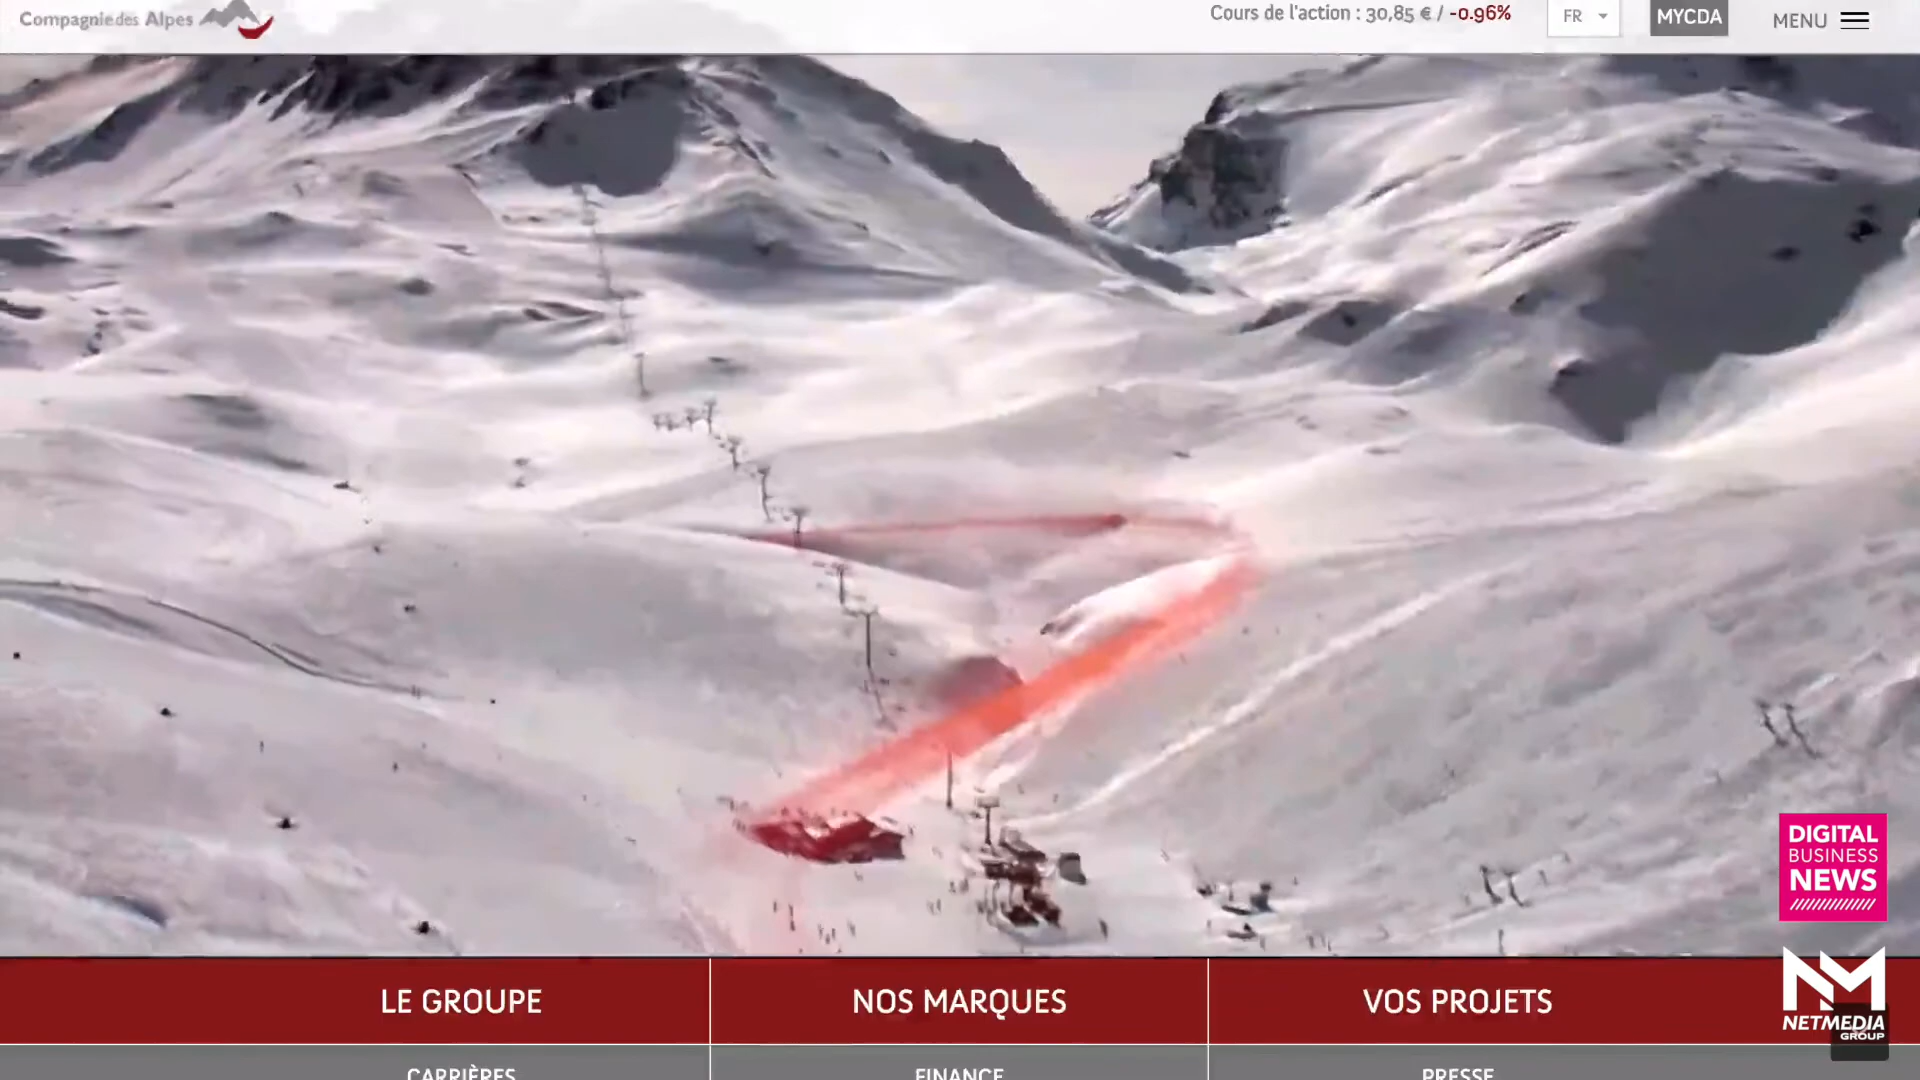 Compagnie des Alpes
Cours de l'action : 30,85 € / -0.96%
FR
MYCDA
MENU
DIGITAL
BUSINESS
NEWS
LE GROUPE
NOS MARQUES
VOS PROJETS
NETMEDIA
GROUP
CARRIÈRES
FINANCE
PRESSE